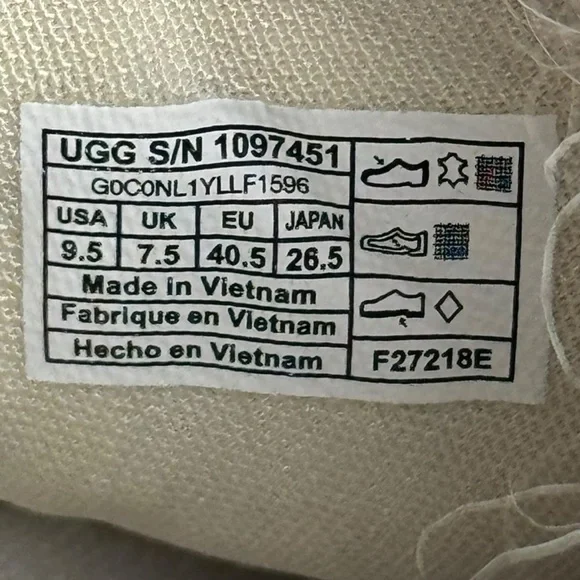 UGG S/N 1097451
G0C0NL1YLLF1596
USA UK EU JAPAN
9.5 7.5 40.5 26.5
Made in Vietnam
Fabrique en Vietnam
Hecho en Vietnam
F27218E